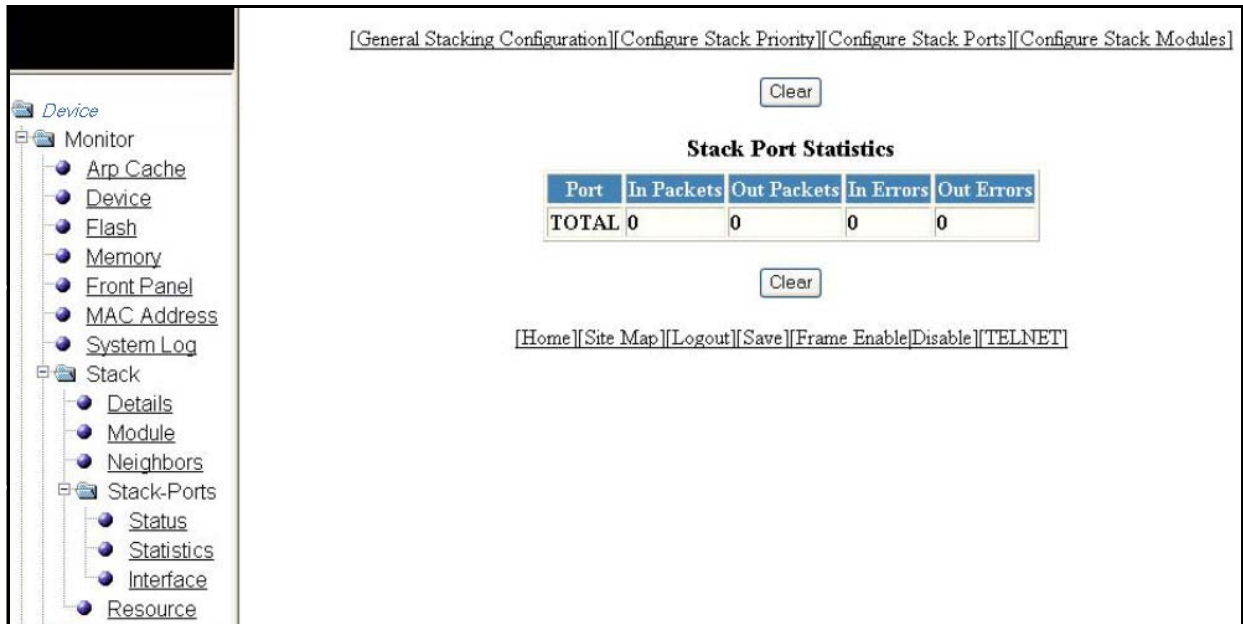 [General Stacking Configuration][Configure Stack Priority][Configure Stack Ports][Configure Stack Modules]
Clear
Stack Port Statistics
Port In Packets Out Packets In Errors Out Errors
TOTAL 0 0 0 0
Clear
[Home][Site Map][Logout][Save][Frame Enable|Disable][TELNET]
Device
Monitor
Arp Cache
Device
Flash
Memory
Front Panel
MAC Address
System Log
Stack
Details
Module
Neighbors
Stack-Ports
Status
Statistics
Interface
Resource